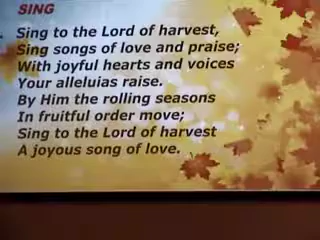 SING
Sing to the Lord of harvest,
Sing songs of love and praise;
With joyful hearts and voices
Your alleluias raise.
By Him the rolling seasons
In fruitful order move;
Sing to the Lord of harvest
A joyous song of love.